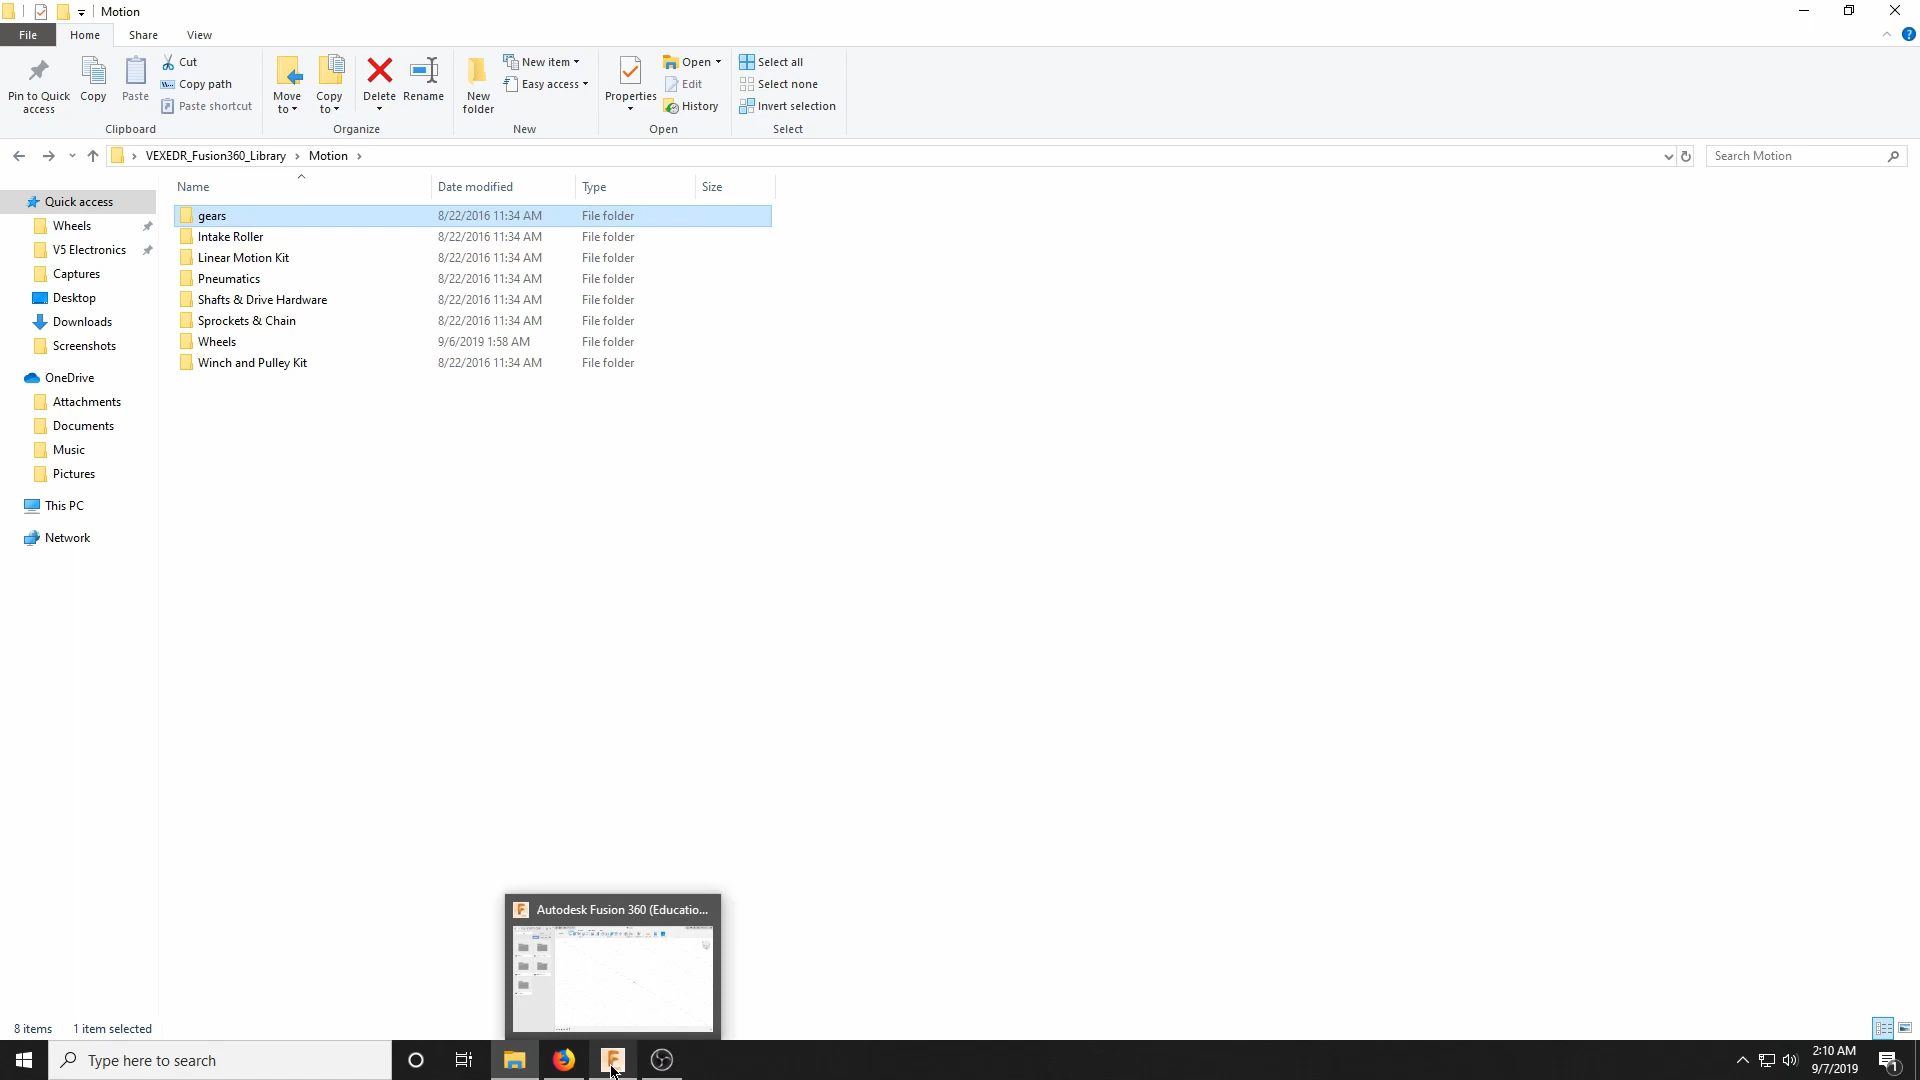 Motion
File Home Share View
Pin to Quick access
Copy
Paste
Cut
Copy path
Paste shortcut
Clipboard
Move to
Copy to
Delete
Rename
Organize
New folder
New item
Easy access
New
Properties
Open
Edit
History
Open
Select all
Select none
Invert selection
Select
VEXEDR_Fusion360_Library > Motion >
Search Motion
Name Date modified Type Size
gears 8/22/2016 11:34 AM File folder
Intake Roller 8/22/2016 11:34 AM File folder
Linear Motion Kit 8/22/2016 11:34 AM File folder
Pneumatics 8/22/2016 11:34 AM File folder
Shafts & Drive Hardware 8/22/2016 11:34 AM File folder
Sprockets & Chain 8/22/2016 11:34 AM File folder
Wheels 9/6/2019 1:58 AM File folder
Winch and Pulley Kit 8/22/2016 11:34 AM File folder
Quick access
Wheels
V5 Electronics
Captures
Desktop
Downloads
Screenshots
OneDrive
Attachments
Documents
Music
Pictures
This PC
Network
Autodesk Fusion 360 (Educatio...
8 items 1 item selected
Type here to search
2:10 AM
9/7/2019
1